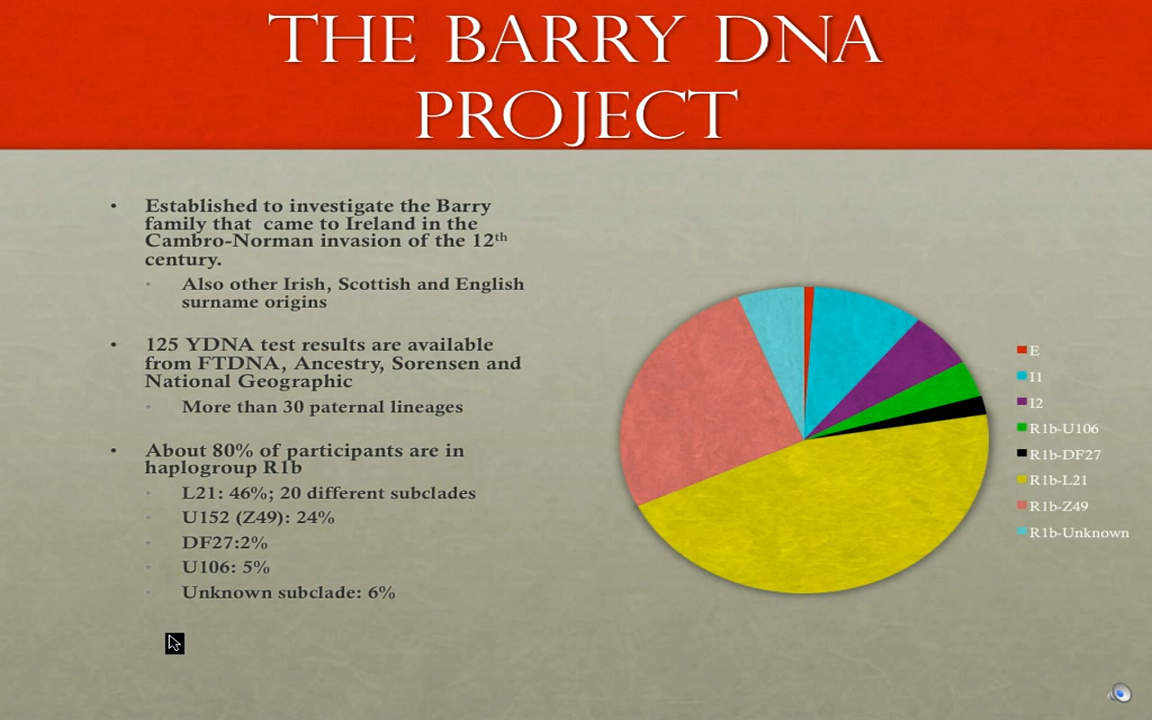 THE BARRY DNA
PROJECT
• Established to investigate the Barry
family that came to Ireland in the
Cambro-Norman invasion of the 12th
century.
• Also other Irish, Scottish and English
surname origins
• 125 YDNA test results are available
from FTDNA, Ancestry, Sorensen and
National Geographic
• More than 30 paternal lineages
• About 80% of participants are in
haplogroup R1b
• L21: 46%; 20 different subclades
• U152 (Z49): 24%
• DF27:2%
• U106: 5%
• Unknown subclade: 6%
E
I1
I2
R1b-U106
R1b-DF27
R1b-L21
R1b-Z49
R1b-Unknown